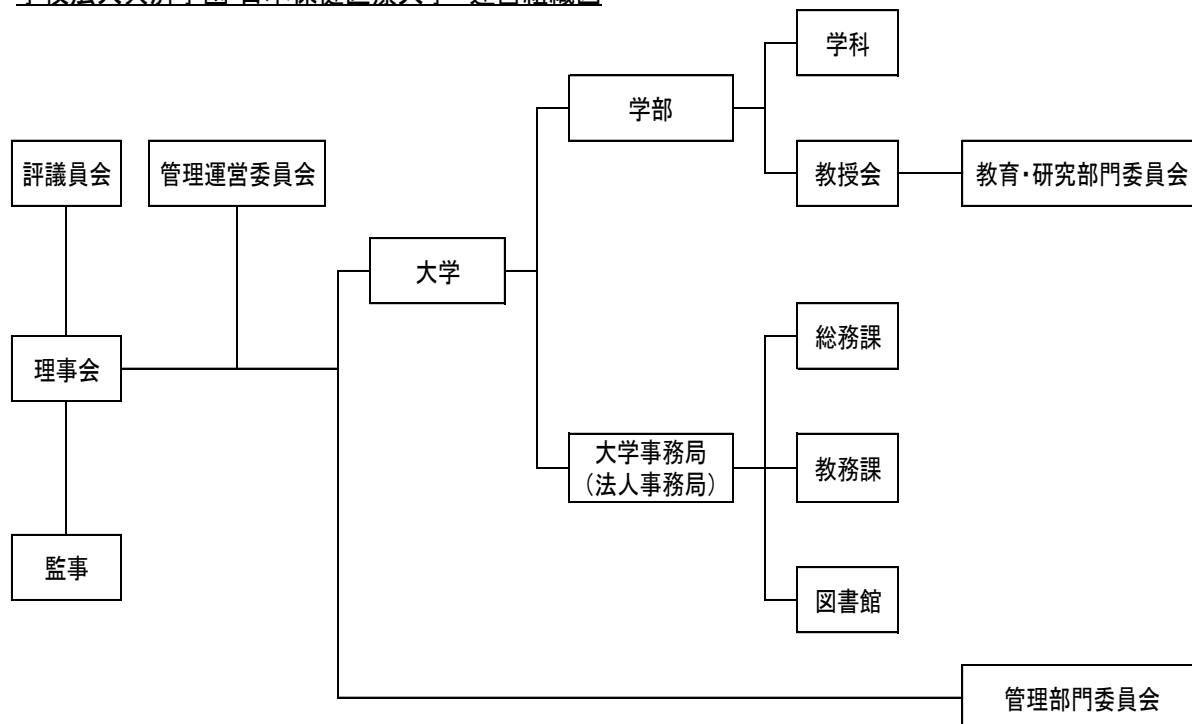 学科
学部
評議員会
管理運営委員会
教授会
教育・研究部門委員会
大学
総務課
理事会
大学事務局
（法人事務局）
教務課
監事
図書館
管理部門委員会